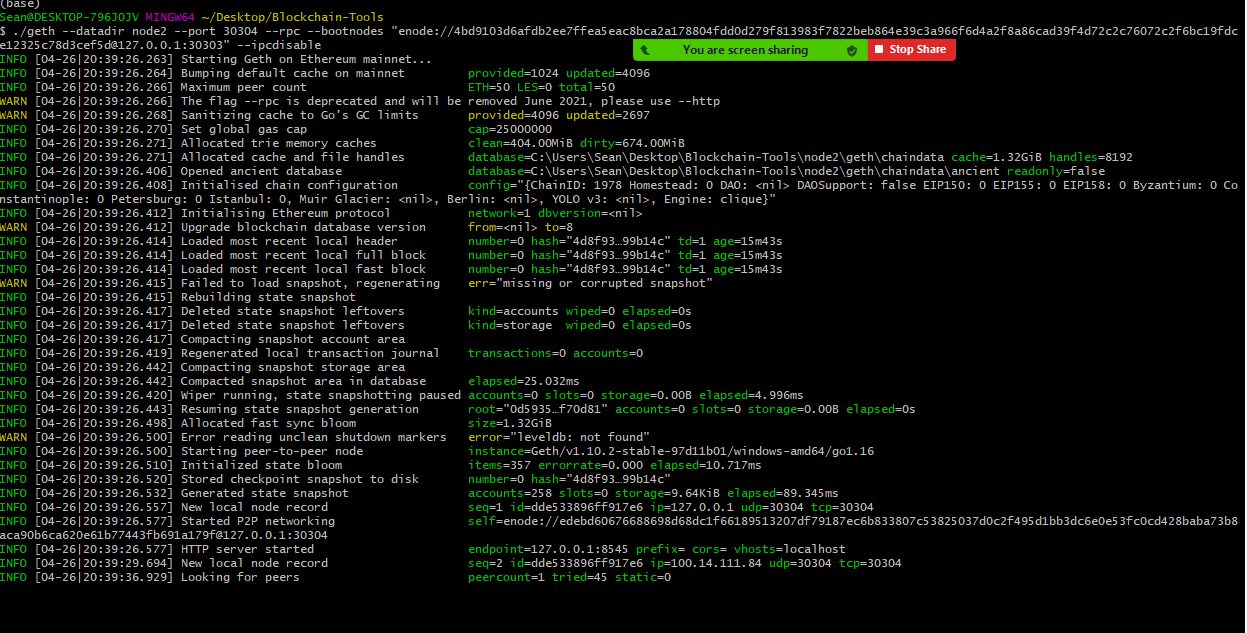 (base)
Sean@DESKTOP-796JOJV MINGW64 ~/Desktop/Blockchain-Tools
$ ./geth --datadir node2 --port 30304 --rpc --bootnodes "enode://4bd9103d6afdb2ee7ffea5eac8bca2a178804fdd0d279f813983f7822beb864e39c3a966f6d4a2f8a86cad39f4d72c2c76072c2f6bc19fdc
e12325c78d3cef5d@127.0.0.1:30303" --ipcdisable
You are screen sharing
Stop Share
INFO [04-26|20:39:26.263] Starting Geth on Ethereum mainnet...
INFO [04-26|20:39:26.264] Bumping default cache on mainnet provided=1024 updated=4096
INFO [04-26|20:39:26.266] Maximum peer count ETH=50 LES=0 total=50
WARN [04-26|20:39:26.266] The flag --rpc is deprecated and will be removed June 2021, please use --http
WARN [04-26|20:39:26.268] Sanitizing cache to Go's GC limits provided=4096 updated=2697
INFO [04-26|20:39:26.270] Set global gas cap cap=25000000
INFO [04-26|20:39:26.271] Allocated trie memory caches clean=404.00MiB dirty=674.00MiB
INFO [04-26|20:39:26.271] Allocated cache and file handles database=C:\Users\Sean\Desktop\Blockchain-Tools\node2\geth\chaindata cache=1.32GiB handles=8192
INFO [04-26|20:39:26.406] Opened ancient database database=C:\Users\Sean\Desktop\Blockchain-Tools\node2\geth\chaindata\ancient readonly=false
INFO [04-26|20:39:26.408] Initialised chain configuration config="{ChainID: 1978 Homestead: 0 DAO: <nil> DAOSupport: false EIP150: 0 EIP155: 0 EIP158: 0 Byzantium: 0 Co
nstantinople: 0 Petersburg: 0 Istanbul: 0, Muir Glacier: <nil>, Berlin: <nil>, YOLO v3: <nil>, Engine: clique}"
INFO [04-26|20:39:26.412] Initialising Ethereum protocol network=1 dbversion=<nil>
WARN [04-26|20:39:26.412] Upgrade blockchain database version from=<nil> to=8
INFO [04-26|20:39:26.414] Loaded most recent local header number=0 hash="4d8f93…99b14c" td=1 age=15m43s
INFO [04-26|20:39:26.414] Loaded most recent local full block number=0 hash="4d8f93…99b14c" td=1 age=15m43s
INFO [04-26|20:39:26.414] Loaded most recent local fast block number=0 hash="4d8f93…99b14c" td=1 age=15m43s
WARN [04-26|20:39:26.415] Failed to load snapshot, regenerating err="missing or corrupted snapshot"
INFO [04-26|20:39:26.415] Rebuilding state snapshot
INFO [04-26|20:39:26.417] Deleted state snapshot leftovers kind=accounts wiped=0 elapsed=0s
INFO [04-26|20:39:26.417] Deleted state snapshot leftovers kind=storage wiped=0 elapsed=0s
INFO [04-26|20:39:26.417] Compacting snapshot account area
INFO [04-26|20:39:26.419] Regenerated local transaction journal transactions=0 accounts=0
INFO [04-26|20:39:26.442] Compacting snapshot storage area
INFO [04-26|20:39:26.442] Compacted snapshot area in database elapsed=25.032ms
INFO [04-26|20:39:26.420] Wiper running, state snapshotting paused accounts=0 slots=0 storage=0.00B elapsed=4.996ms
INFO [04-26|20:39:26.443] Resuming state snapshot generation root="0d5935…f70d81" accounts=0 slots=0 storage=0.00B elapsed=0s
INFO [04-26|20:39:26.498] Allocated fast sync bloom size=1.32GiB
WARN [04-26|20:39:26.500] Error reading unclean shutdown markers error="leveldb: not found"
INFO [04-26|20:39:26.500] Starting peer-to-peer node instance=Geth/v1.10.2-stable-97d11b01/windows-amd64/go1.16
INFO [04-26|20:39:26.510] Initialized state bloom items=357 errorrate=0.000 elapsed=10.717ms
INFO [04-26|20:39:26.520] Stored checkpoint snapshot to disk number=0 hash="4d8f93…99b14c"
INFO [04-26|20:39:26.532] Generated state snapshot accounts=258 slots=0 storage=9.64KiB elapsed=89.345ms
INFO [04-26|20:39:26.557] New local node record seq=1 id=dde533896ff917e6 ip=127.0.0.1 udp=30304 tcp=30304
INFO [04-26|20:39:26.577] Started P2P networking self=enode://edebd60676688698d68dc1f66189513207df79187ec6b833807c53825037d0c2f495d1bb3dc6e0e53fc0cd428baba73b8
aca90b6ca620e61b77443fb691a179f@127.0.0.1:30304
INFO [04-26|20:39:26.577] HTTP server started endpoint=127.0.0.1:8545 prefix= cors= vhosts=localhost
INFO [04-26|20:39:29.694] New local node record seq=2 id=dde533896ff917e6 ip=100.14.111.84 udp=30304 tcp=30304
INFO [04-26|20:39:36.929] Looking for peers peercount=1 tried=45 static=0